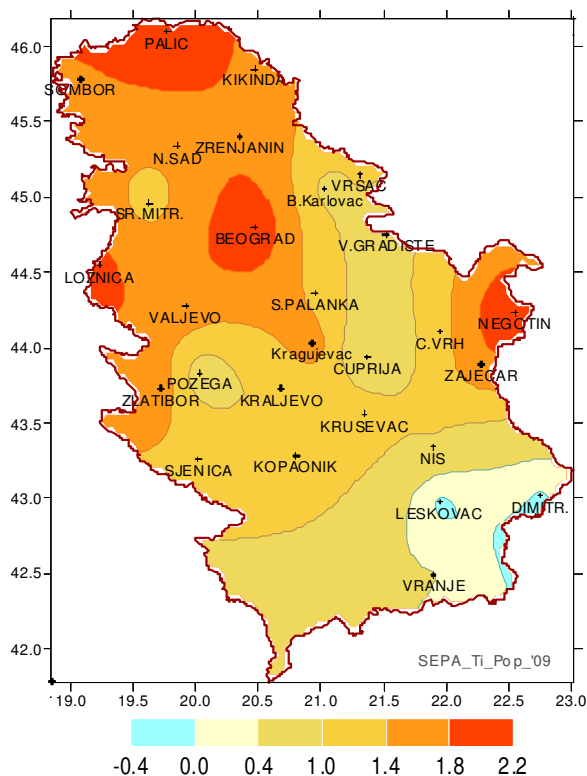 46.0
PALIC
KIKINDA
SOMBOR
45.5
ZRENJANIN
N.SAD
VRSAC
B.Karlovac
45.0
SR.MITR.
BEOGRAD
V.GRADISTE
44.5
LOZNICA
S.PALANKA
VALJEVO
NEGOTIN
C.VRH
44.0
Kragujevac
CUPRIJA
ZAJECAR
POZEGA
ZLATIBOR
KRALJEVO
43.5
KRUSEVAC
NIS
SJENICA
KOPAONIK
43.0
LESKOVAC
DIMITR.
42.5
VRANJE
42.0
SEPA_Ti_Pop_'09
19.0 19.5 20.0 20.5 21.0 21.5 22.0 22.5 23.0
-0.4 0.0 0.4 1.0 1.4 1.8 2.2